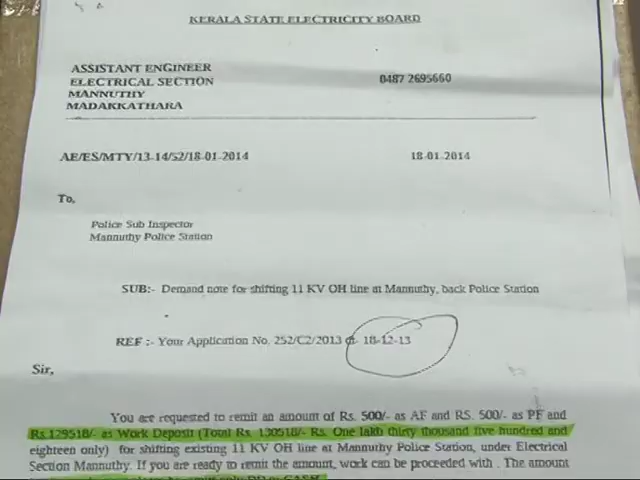 KERALA STATE ELECTRICITY BOARD
ASSISTANT ENGINEER
ELECTRICAL SECTION
MANNUTHY
MADAKKATHARA
0487 2695660
AE/ES/MTY/13-14/52/18-01-2014
18-01.2014
To,
Police Sub Inspector
Mannuthy Police Station
SUB:- Demand note for shifting 11 KV OH line at Mannuthy, back Police Station
REF :- Your Application No. 252/C2/2013 dt 18-12-13
Sir,
You are requested to remit an amount of Rs. 500/- as AF and RS. 500/- as PF and
Rs.129518/- as Work Deposit (Total Rs. 130518/- Rs. One lakh thirty thousand five hundred and
eighteen only) for shifting existing 11 KV OH line at Mannuthy Police Station, under Electrical
Section Mannuthy. If you are ready to remit the amount, work can be proceeded with . The amount